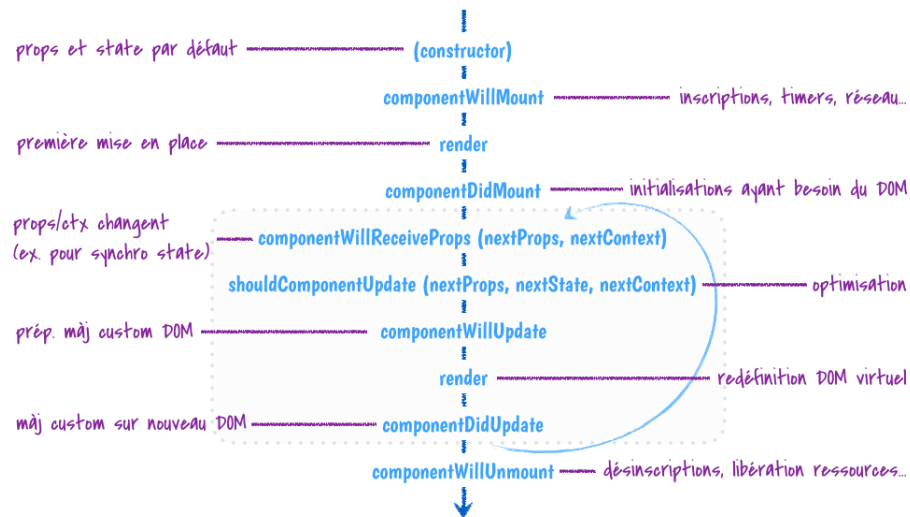 props et state par défaut
(constructor)
componentWillMount
inscriptions, timers, réseau...
première mise en place
render
componentDidMount
initialisations ayant besoin du DOM
props/ctx changent
(ex. pour synchro state)
componentWillReceiveProps (nextProps, nextContext)
shouldComponentUpdate (nextProps, nextState, nextContext)
optimisation
prép. màj custom DOM
componentWillUpdate
render
redéfinition DOM virtuel
màj custom sur nouveau DOM
componentDidUpdate
componentWillUnmount
désinscriptions, libération ressources...